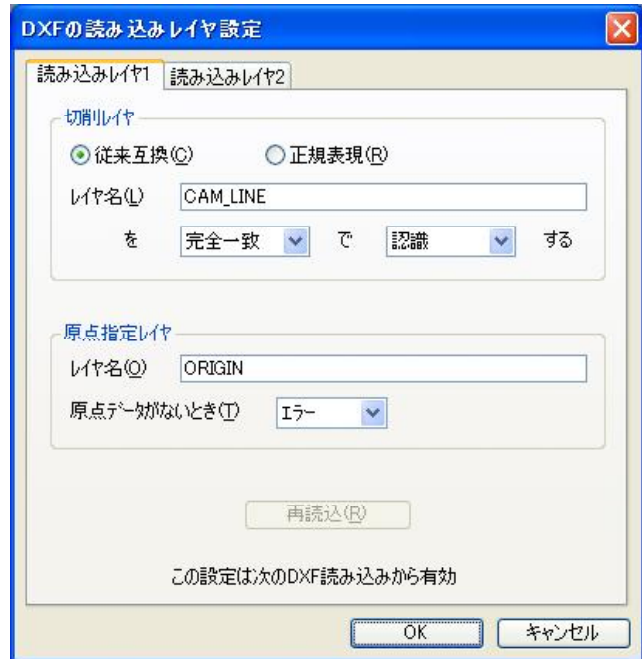 DXFの読み込みレイヤ設定
読み込みレイヤ1 読み込みレイヤ2
切削レイヤ
従来互換(C) 正規表現(R)
レイヤ名(L) CAM_LINE
を 完全一致 で 認識 する
原点指定レイヤ
レイヤ名(O) ORIGIN
原点データがないとき(T) エラー
再読込(R)
この設定は次のDXF読み込みから有効
OK キャンセル